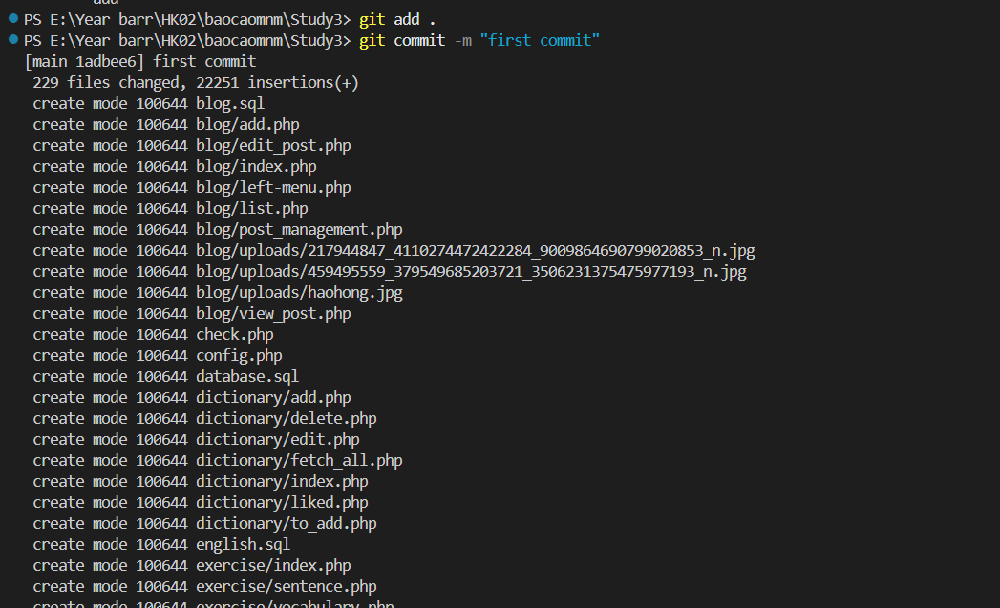 add
PS E:\Year barr\HK02\baocaomnm\Study3> git add .
PS E:\Year barr\HK02\baocaomnm\Study3> git commit -m "first commit"
[main 1adbee6] first commit
229 files changed, 22251 insertions(+)
create mode 100644 blog.sql
create mode 100644 blog/add.php
create mode 100644 blog/edit_post.php
create mode 100644 blog/index.php
create mode 100644 blog/left-menu.php
create mode 100644 blog/list.php
create mode 100644 blog/post_management.php
create mode 100644 blog/uploads/217944847_4110274472422284_9009864690799020853_n.jpg
create mode 100644 blog/uploads/459495559_379549685203721_3506231375475977193_n.jpg
create mode 100644 blog/uploads/haohong.jpg
create mode 100644 blog/view_post.php
create mode 100644 check.php
create mode 100644 config.php
create mode 100644 database.sql
create mode 100644 dictionary/add.php
create mode 100644 dictionary/delete.php
create mode 100644 dictionary/edit.php
create mode 100644 dictionary/fetch_all.php
create mode 100644 dictionary/index.php
create mode 100644 dictionary/liked.php
create mode 100644 dictionary/to_add.php
create mode 100644 english.sql
create mode 100644 exercise/index.php
create mode 100644 exercise/sentence.php
create mode 100644 exercise/vocabulary.php